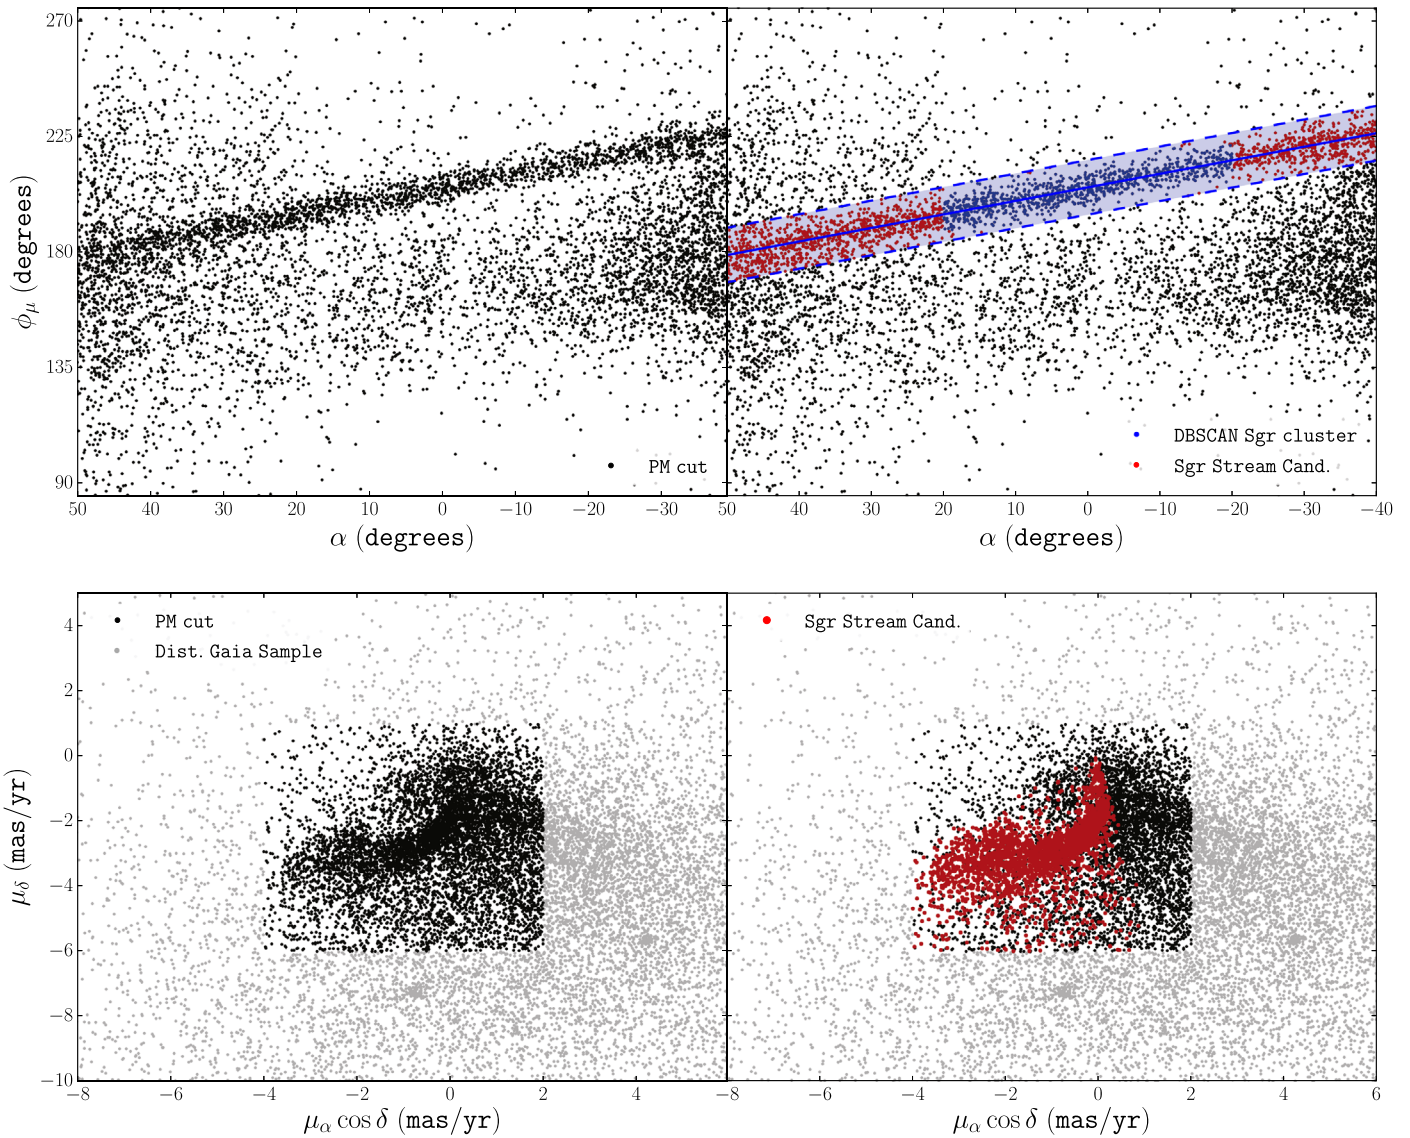 270
225
180
135
90
ϕμ (degrees)
PM cut
50 40 30 20 10 0 −10 −20 −30
α (degrees)
DBSCAN Sgr cluster
Sgr Stream Cand.
50 40 30 20 10 0 −10 −20 −30 −40
α (degrees)
4
2
0
−2
−4
−6
−8
−10
μδ (mas/yr)
PM cut
Dist. Gaia Sample
−8 −6 −4 −2 0 2 4
μα cos δ (mas/yr)
Sgr Stream Cand.
−8 −6 −4 −2 0 2 4 6
μα cos δ (mas/yr)